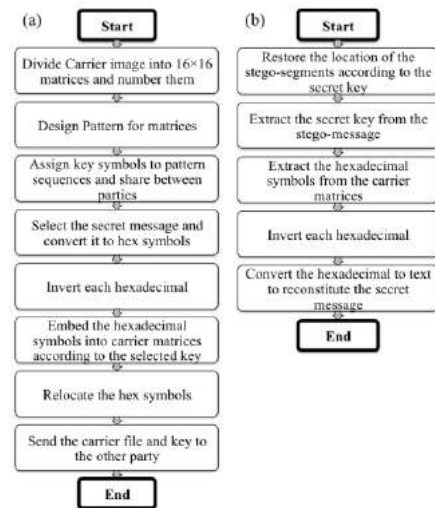 (a)
Start
Divide Carrier image into 16×16
matrices and number them
Design Pattern for matrices
Assign key symbols to pattern
sequences and share between
parties
Select the secret message and
convert it to hex symbols
Invert each hexadecimal
Embed the hexadecimal
symbols into carrier matrices
according to the selected key
Relocate the hex symbols
Send the carrier file and key to
the other party
End
(b)
Start
Restore the location of the
stego-segments according to the
secret key
Extract the secret key from the
stego-message
Extract the hexadecimal
symbols from the carrier
matrices
Invert each hexadecimal
Convert the hexadecimal to text
to reconstitute the secret
message
End